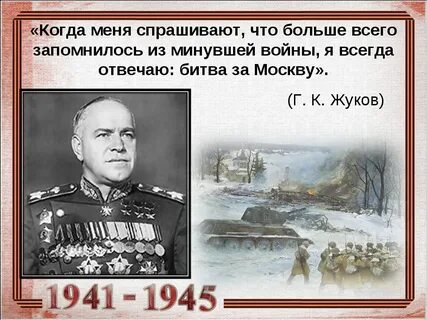 «Когда меня спрашивают, что больше всего
запомнилось из минувшей войны, я всегда
отвечаю: битва за Москву».
(Г. К. Жуков)
1941 - 1945